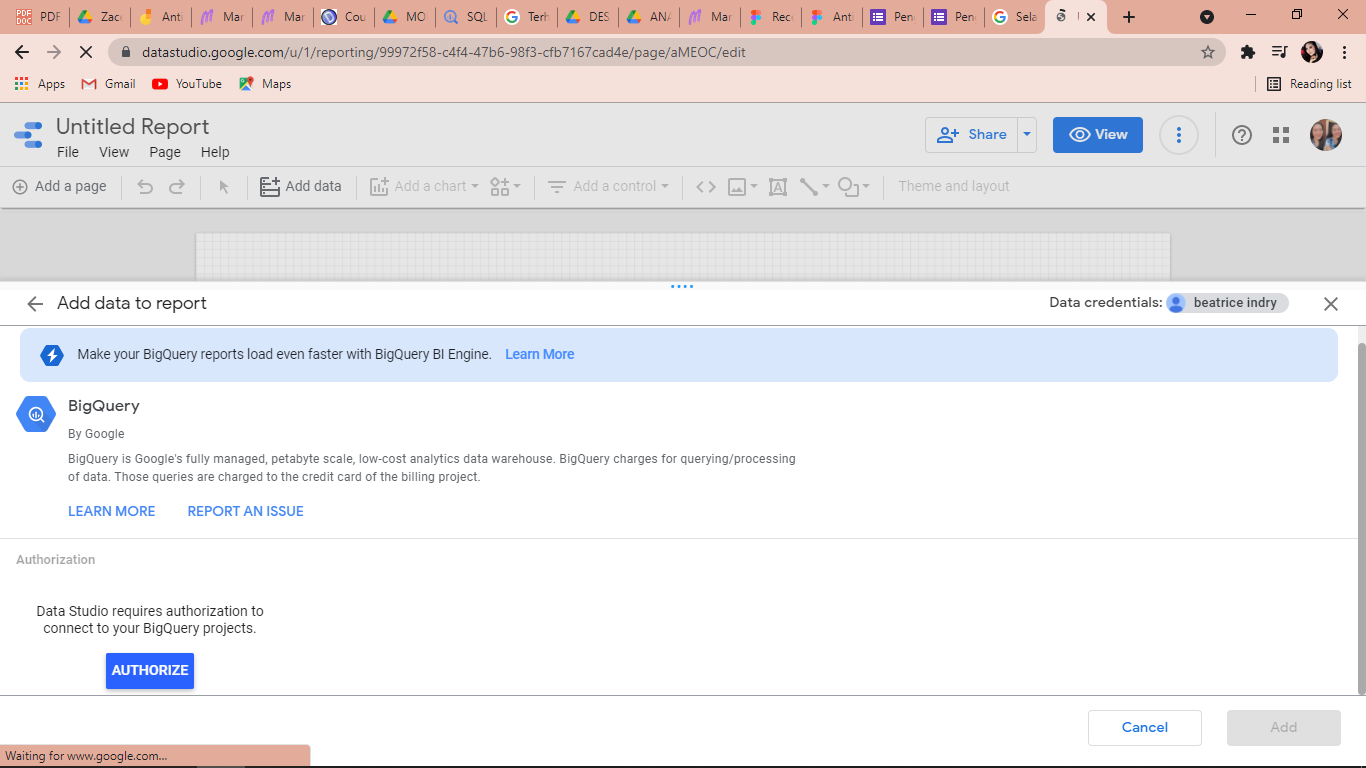 PDF
DOC
PDF
Zacc
Anti
Mar
Mar
Cou
MO
SQL
Terh
DES
ANA
Mar
Rec
Anti
Pen
Pen
Sela
datastudio.google.com/u/1/reporting/99972f58-c4f4-47b6-98f3-cfb7167cad4e/page/aMEOC/edit
Apps
Gmail
YouTube
Maps
Reading list
Untitled Report
File
View
Page
Help
Share
View
Add a page
Add data
Add a chart
Add a control
Theme and layout
Add data to report
Data credentials:
beatrice indry
Make your BigQuery reports load even faster with BigQuery BI Engine. Learn More
BigQuery
By Google
BigQuery is Google's fully managed, petabyte scale, low-cost analytics data warehouse. BigQuery charges for querying/processing
of data. Those queries are charged to the credit card of the billing project.
LEARN MORE
REPORT AN ISSUE
Authorization
Data Studio requires authorization to
connect to your BigQuery projects.
AUTHORIZE
Cancel
Add
Waiting for www.google.com...